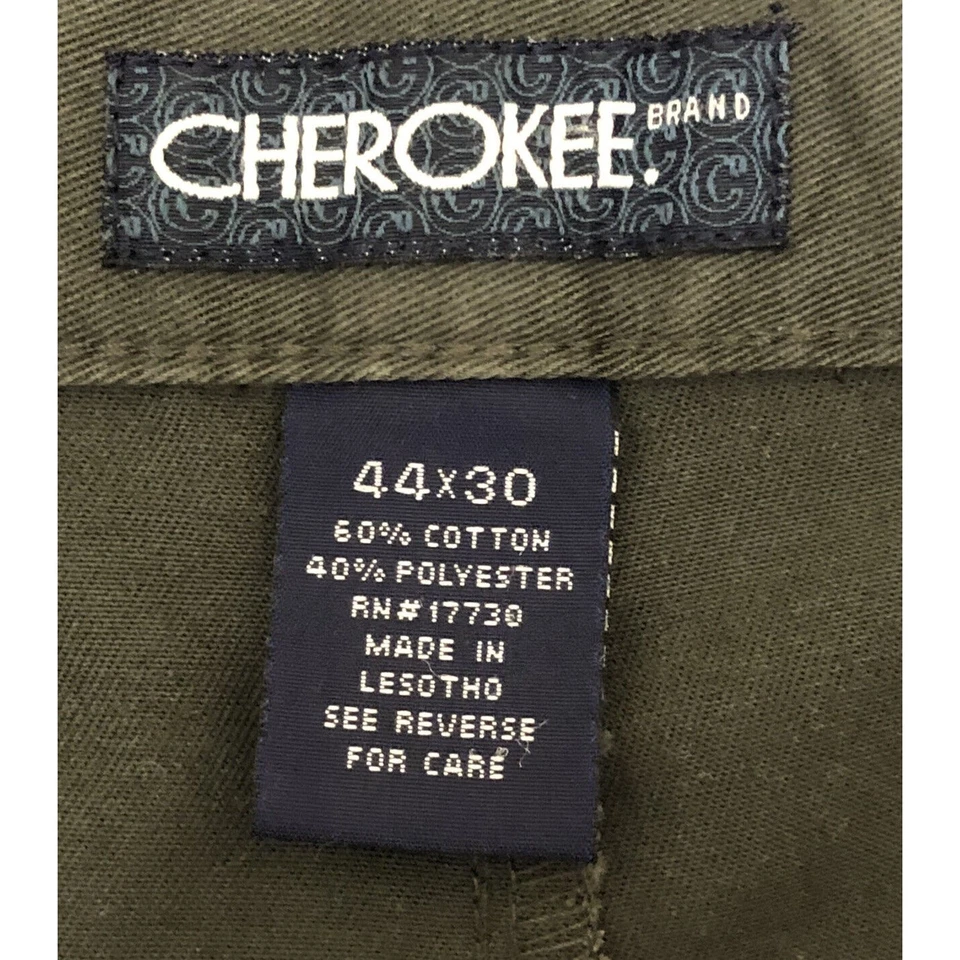 CHEROKEE. BRAND
44x30
60% COTTON
40% POLYESTER
RN#17730
MADE IN
LESOTHO
SEE REVERSE
FOR CARE